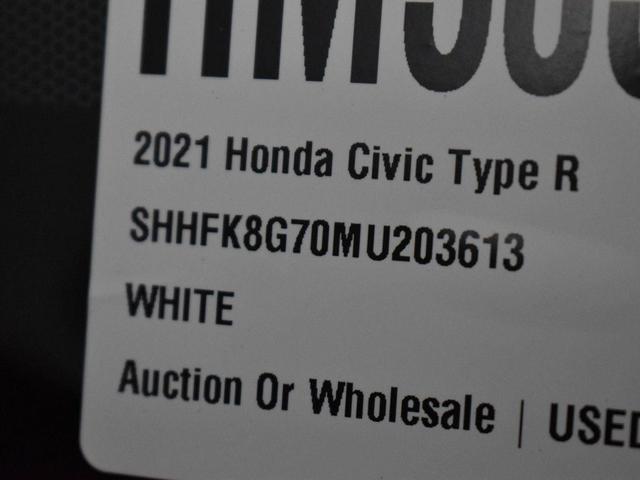 2021 Honda Civic Type R
SHHFK8G70MU203613
WHITE
Auction Or Wholesale | USED